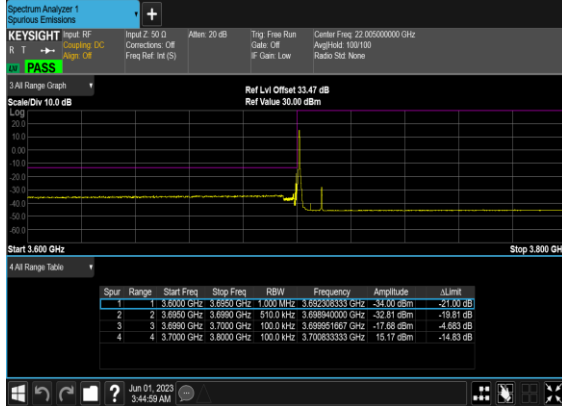 Spectrum Analyzer 1
Spurious Emissions
+
KEYSIGHT Input: RF Input Z: 50 Ω Atten: 20 dB Trig: Free Run Center Freq: 22.005000000 GHz
R T Coupling: DC Corrections: Off Gate: Off Avg|Hold: 100/100
Align: Off Freq Ref: Int (S) IF Gain: Low Radio Std: None
PASS
3 All Range Graph
Ref Lvl Offset 33.47 dB
Scale/Div 10.0 dB Ref Value 30.00 dBm
Log
20.0
10.0
0.00
-10.0
-20.0
-30.0
-40.0
-50.0
-60.0
Start 3.600 GHz Stop 3.800 GH
4 All Range Table
Spur Range Start Freq Stop Freq RBW Frequency Amplitude ΔLimit
1 1 3.6000 GHz 3.6950 GHz 1.000 MHz 3.692308333 GHz -34.00 dBm -21.00 dB
2 2 3.6950 GHz 3.6990 GHz 510.0 kHz 3.698940000 GHz -32.81 dBm -19.81 dB
3 3 3.6990 GHz 3.7000 GHz 100.0 kHz 3.699951667 GHz -17.68 dBm -4.683 dB
4 4 3.7000 GHz 3.8000 GHz 100.0 kHz 3.700833333 GHz 15.17 dBm -14.83 dB
?
Jun 01, 2023
3:44:59 AM